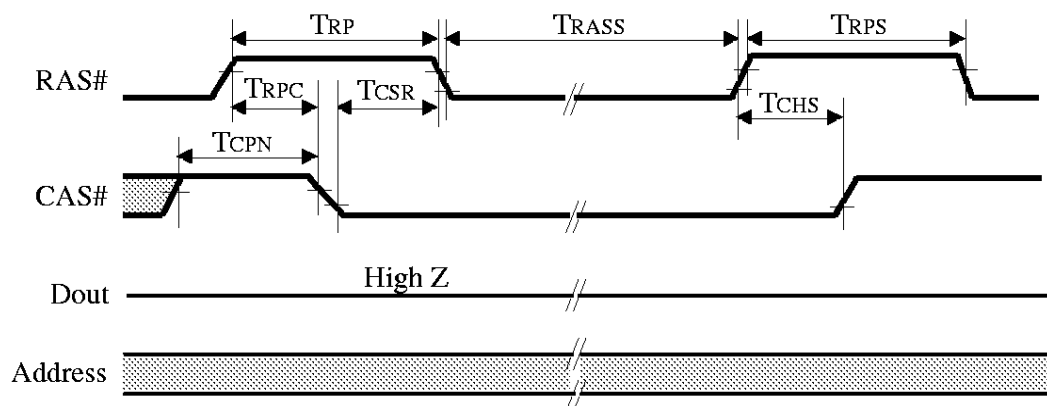 TRP TRASS TRPS
RAS#
TRPC TCSR TCHS
TCPN
CAS#
High Z
Dout
Address